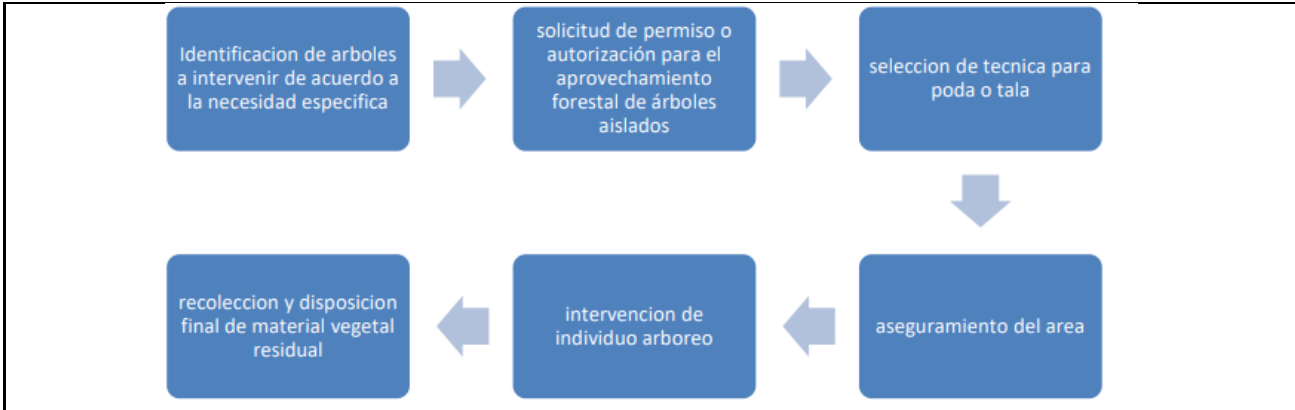 Identificacion de arboles
a intervenir de acuerdo a
la necesidad especifica
solicitud de permiso o
autorización para el
aprovechamiento
forestal de árboles
aislados
seleccion de tecnica para
poda o tala
aseguramiento del area
intervencion de
individuo arboreo
recoleccion y disposicion
final de material vegetal
residual